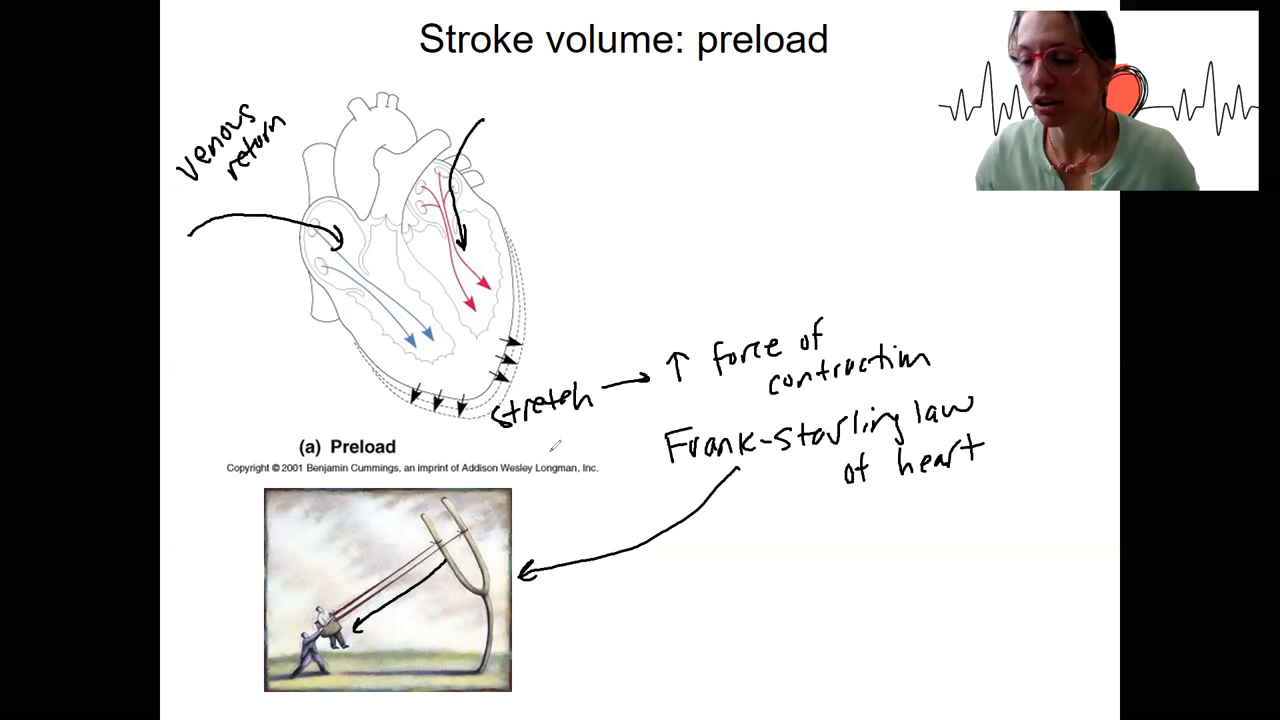 Stroke volume: preload
venous
return
stretch → ↑ force of
contraction
Frank-starling law
of heart
(a) Preload
Copyright © 2001 Benjamin Cummings, an imprint of Addison Wesley Longman, Inc.